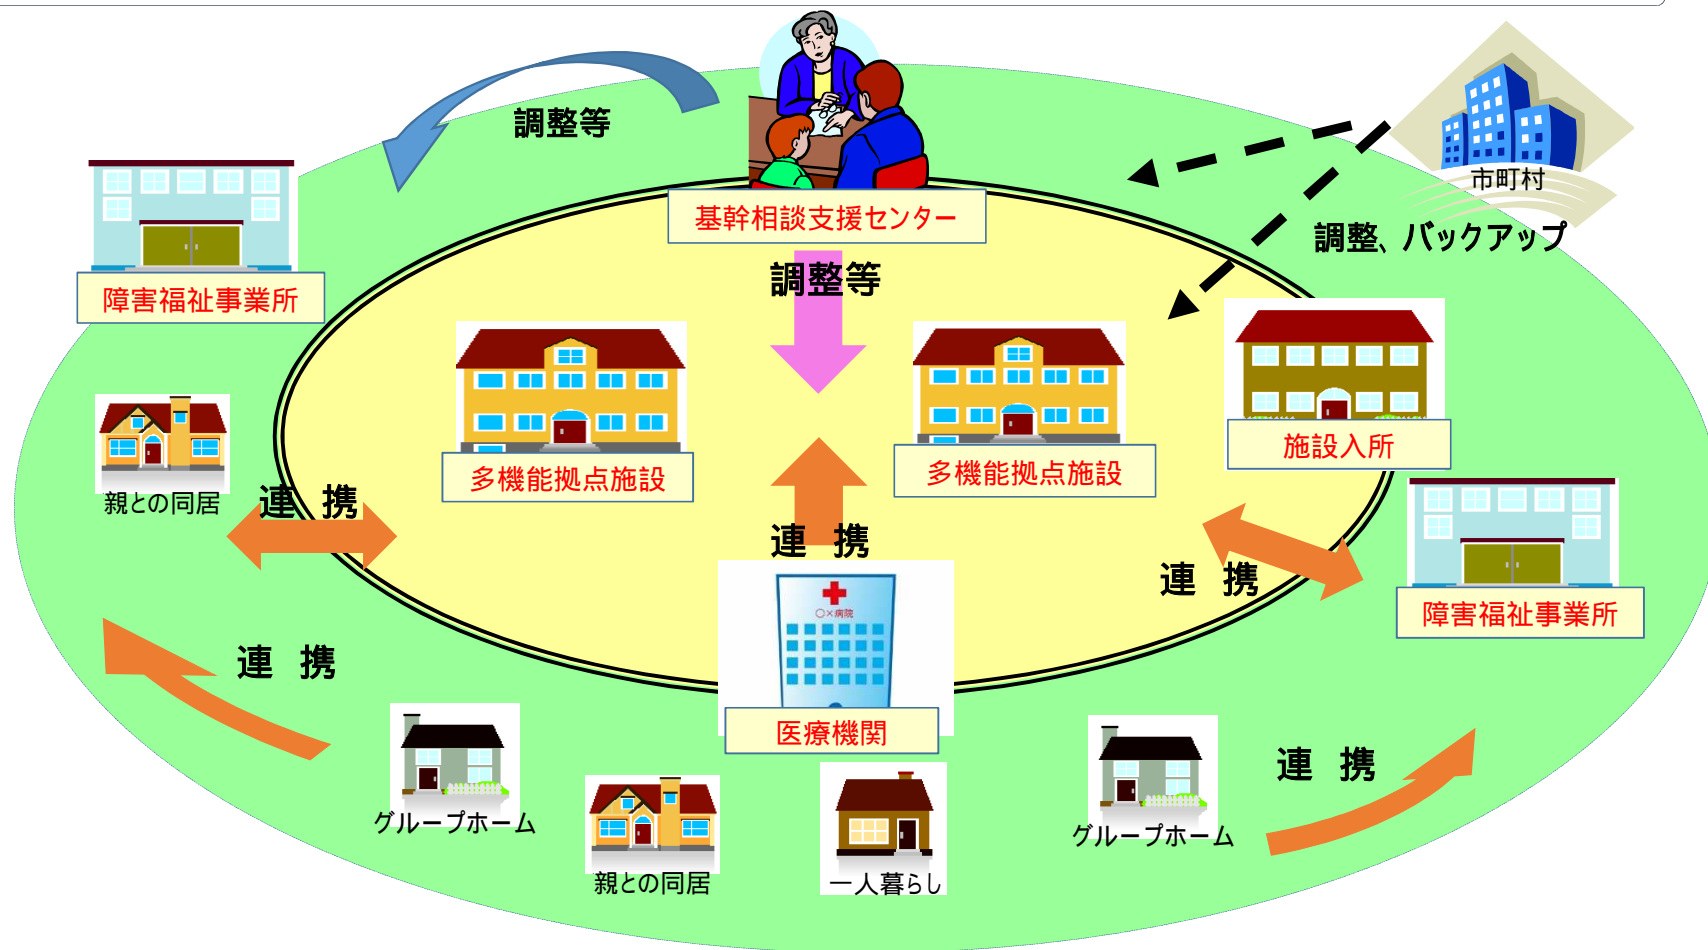 調整等
市町村
基幹相談支援センター
調整、バックアップ
調整等
障害福祉事業所
施設入所
多機能拠点施設
多機能拠点施設
親との同居
連 携
連 携
連 携
〇×病院
障害福祉事業所
連 携
医療機関
連 携
グループホーム
グループホーム
親との同居
一人暮らし